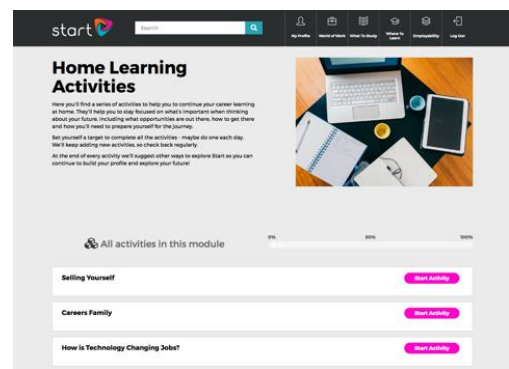 start
Search
My Profile
World of Work
What To Study
Where To
Learn
Employability
Log Out
Home Learning
Activities
Here you'll find a series of activities to help you to continue your career learning
at home. They'll help you to stay focused on what's important when thinking
about your future, including what opportunities are out there, how to get there
and how you'll need to prepare yourself for the journey.
Set yourself a target to complete all the activities - maybe do one each day.
We'll keep adding new activities, so check back regularly.
At the end of every activity we'll suggest other ways to explore Start so you can
continue to build your profile and explore your future!
All activities in this module
0%
50%
100%
Selling Yourself
Start Activity
Careers Family
Start Activity
How is Technology Changing Jobs?
Start Activity